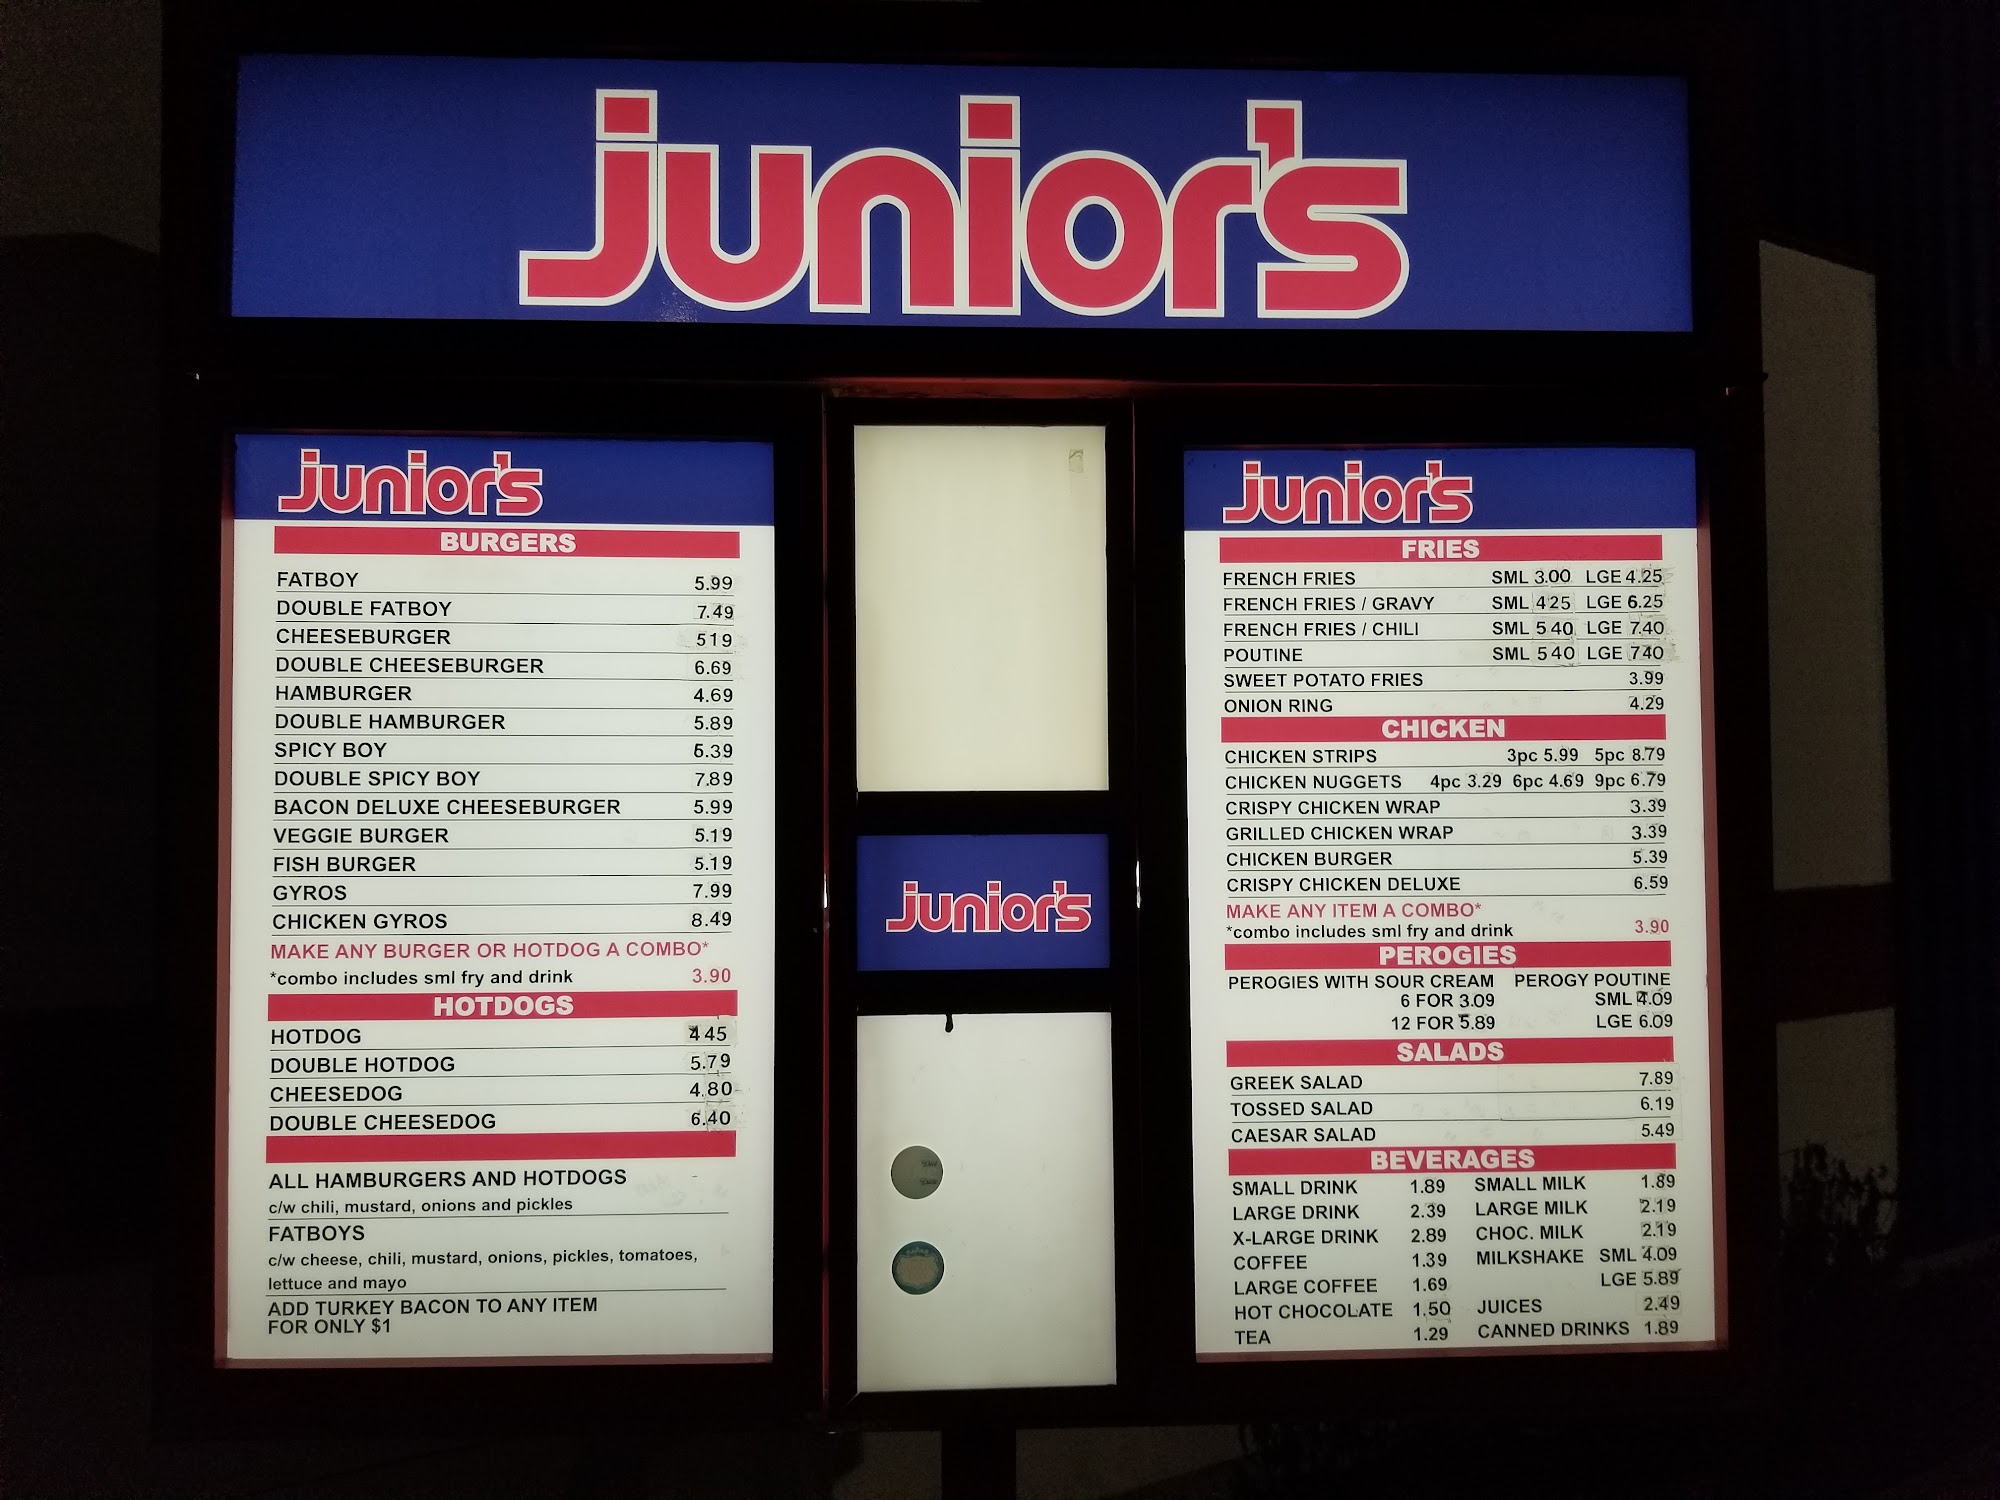 junior's
junior's
BURGERS
FATBOY 5.99
DOUBLE FATBOY 7.49
CHEESEBURGER 519
DOUBLE CHEESEBURGER 6.69
HAMBURGER 4.69
DOUBLE HAMBURGER 5.89
SPICY BOY 6.39
DOUBLE SPICY BOY 7.89
BACON DELUXE CHEESEBURGER 5.99
VEGGIE BURGER 5.19
FISH BURGER 5.19
GYROS 7.99
CHICKEN GYROS 8.49
MAKE ANY BURGER OR HOTDOG A COMBO*
*combo includes sml fry and drink 3.90
HOTDOGS
HOTDOG 4 45
DOUBLE HOTDOG 5.79
CHEESEDOG 4.80
DOUBLE CHEESEDOG 6.40
ALL HAMBURGERS AND HOTDOGS
c/w chili, mustard, onions and pickles
FATBOYS
c/w cheese, chili, mustard, onions, pickles, tomatoes,
lettuce and mayo
ADD TURKEY BACON TO ANY ITEM
FOR ONLY $1
junior's
junior's
FRIES
FRENCH FRIES SML 3.00 LGE 4.25
FRENCH FRIES / GRAVY SML 4 25 LGE 6.25
FRENCH FRIES / CHILI SML 5 40 LGE 7.40
POUTINE SML 5 40 LGE 7 40
SWEET POTATO FRIES 3.99
ONION RING 4.29
CHICKEN
CHICKEN STRIPS 3pc 5.99 5pc 8.79
CHICKEN NUGGETS 4pc 3.29 6pc 4.69 9pc 6.79
CRISPY CHICKEN WRAP 3.39
GRILLED CHICKEN WRAP 3.39
CHICKEN BURGER 5.39
CRISPY CHICKEN DELUXE 6.59
MAKE ANY ITEM A COMBO*
*combo includes sml fry and drink 3.90
PEROGIES
PEROGIES WITH SOUR CREAM PEROGY POUTINE
6 FOR 3.09 SML 4.09
12 FOR 5.89 LGE 6.09
SALADS
GREEK SALAD 7.89
TOSSED SALAD 6.19
CAESAR SALAD 5.49
BEVERAGES
SMALL DRINK 1.89 SMALL MILK 1.89
LARGE DRINK 2.39 LARGE MILK 2.19
X-LARGE DRINK 2.89 CHOC. MILK 2.19
COFFEE 1.39 MILKSHAKE SML 4.09
LARGE COFFEE 1.69 LGE 5.89
HOT CHOCOLATE 1.50 JUICES 2.49
TEA 1.29 CANNED DRINKS 1.89